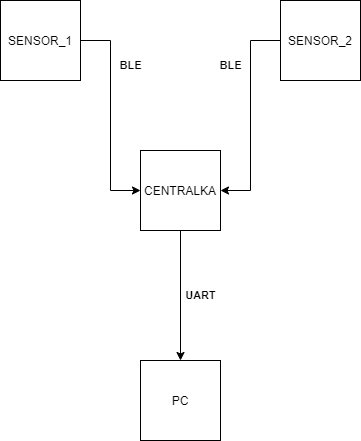 SENSOR_1
SENSOR_2
BLE
BLE
CENTRALKA
UART
PC